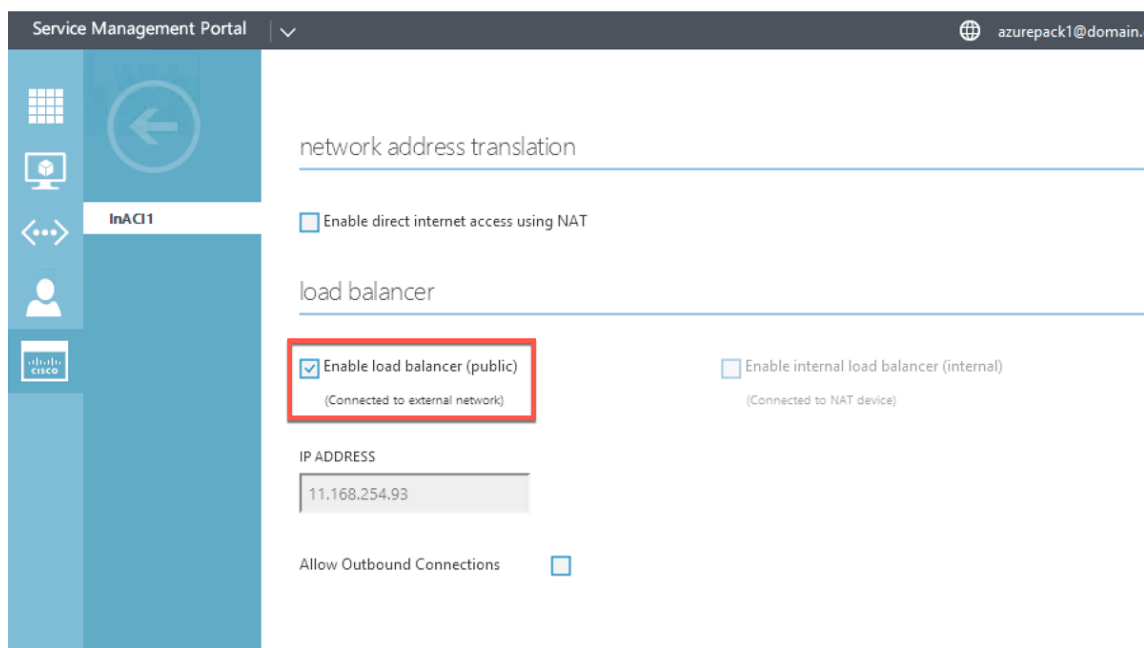 Service Management Portal
azurepack1@domain.
network address translation
InACI1
Enable direct internet access using NAT
load balancer
Enable load balancer (public)
Enable internal load balancer (internal)
(Connected to external network)
(Connected to NAT device)
cisco
IP ADDRESS
11.168.254.93
Allow Outbound Connections